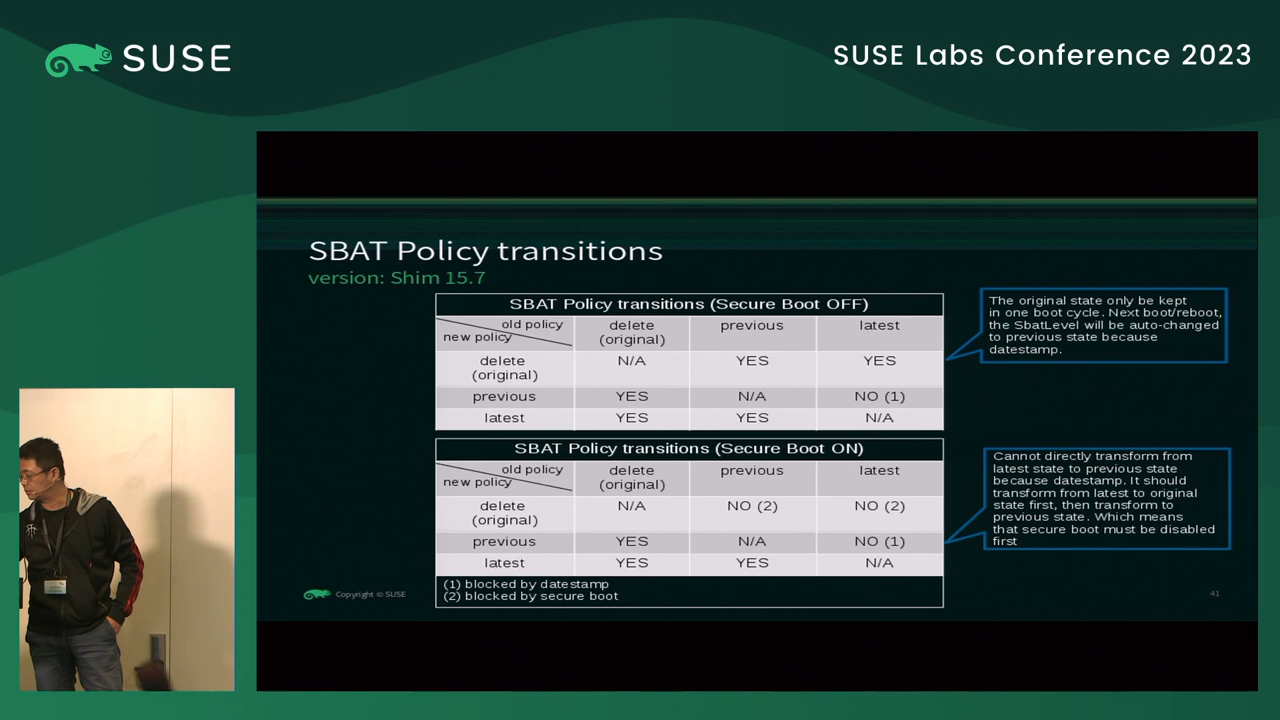 SUSE
SUSE Labs Conference 2023
SBAT Policy transitions
version: Shim 15.7
SBAT Policy transitions (Secure Boot OFF)
old policy
new policy
delete
(original)
previous
latest
delete
(original)
N/A
YES
YES
previous
YES
N/A
NO (1)
latest
YES
YES
N/A
The original state only be kept
in one boot cycle. Next boot/reboot,
the SbatLevel will be auto-changed
to previous state because
datestamp.
SBAT Policy transitions (Secure Boot ON)
old policy
new policy
delete
(original)
previous
latest
delete
(original)
N/A
NO (2)
NO (2)
previous
YES
N/A
NO (1)
latest
YES
YES
N/A
(1) blocked by datestamp
(2) blocked by secure boot
Cannot directly transform from
latest state to previous state
because datestamp. It should
transform from latest to original
state first, then transform to
previous state. Which means
that secure boot must be disabled
first
Copyright © SUSE
41